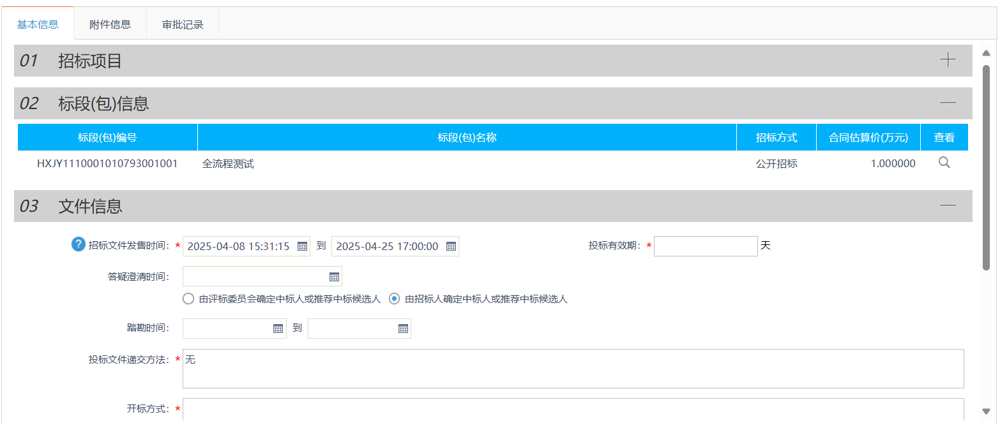 基本信息 附件信息 审批记录
01 招标项目
02 标段(包)信息
标段(包)编号 标段(包)名称 招标方式 合同估算价(万元) 查看
HXJY1110001010793001001 全流程测试 公开招标 1.000000
03 文件信息
? 招标文件发售时间: * 2025-04-08 15:31:15 到 2025-04-25 17:00:00 投标有效期: * 天
答疑澄清时间:
由评标委员会确定中标人或推荐中标候选人 由招标人确定中标人或推荐中标候选人
踏勘时间: 到
投标文件递交方法: * 无
开标方式: *